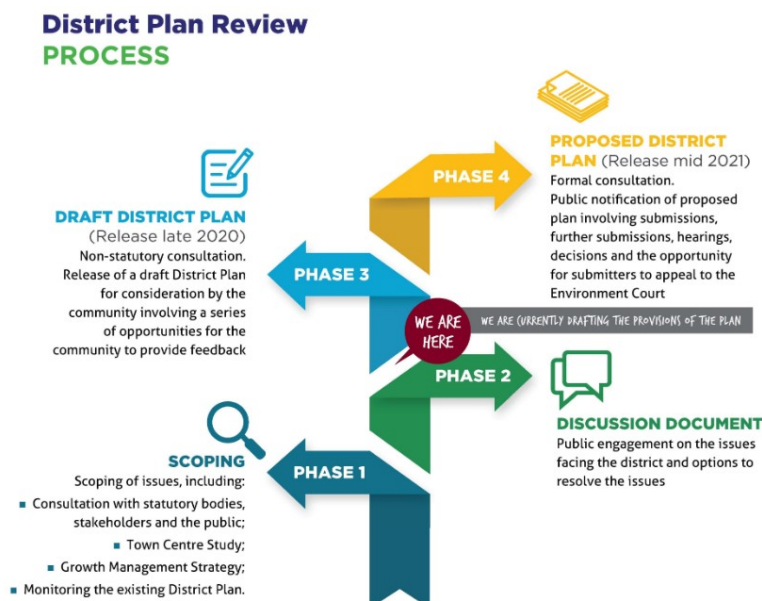 District Plan Review
PROCESS
PHASE 4
PROPOSED DISTRICT
PLAN (Release mid 2021)
Formal consultation.
Public notification of proposed
plan involving submissions,
further submissions, hearings,
decisions and the opportunity
for submitters to appeal to the
Environment Court
DRAFT DISTRICT PLAN
(Release late 2020)
Non-statutory consultation.
Release of a draft District Plan
for consideration by the
community involving a series
of opportunities for the
community to provide feedback
PHASE 3
WE ARE
HERE
WE ARE CURRENTLY DRAFTING THE PROVISIONS OF THE PLAN
PHASE 2
DISCUSSION DOCUMENT
Public engagement on the issues
facing the district and options to
resolve the issues
SCOPING
Scoping of issues, including:
▪ Consultation with statutory bodies,
stakeholders and the public;
▪ Town Centre Study;
▪ Growth Management Strategy;
▪ Monitoring the existing District Plan.
PHASE 1